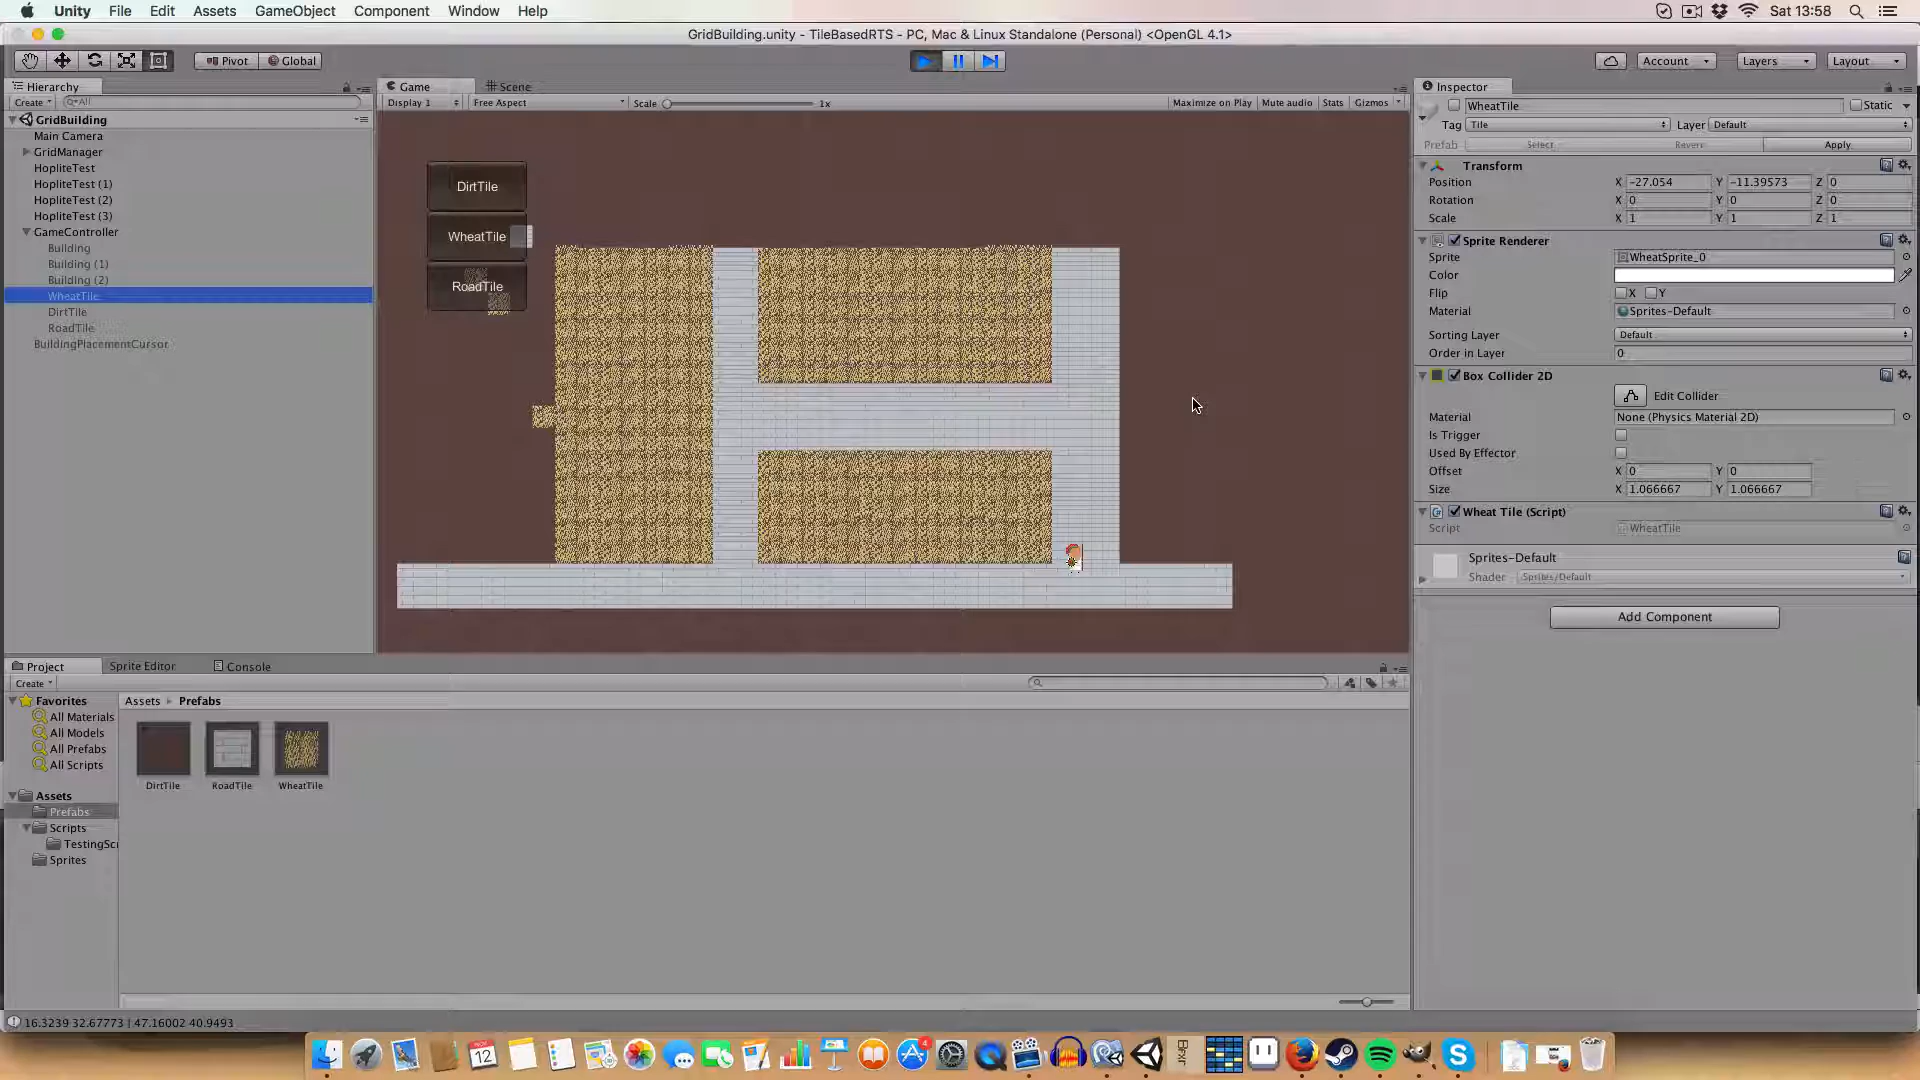 Unity File Edit Assets GameObject Component Window Help
Sat 13:58
GridBuilding.unity - TileBasedRTS - PC, Mac & Linux Standalone (Personal) <OpenGL 4.1>
Pivot Global
Account Layers Layout
Hierarchy
Create
All
GridBuilding
Main Camera
GridManager
HopliteTest
HopliteTest (1)
HopliteTest (2)
HopliteTest (3)
GameController
Building
Building (1)
Building (2)
WheatTile
DirtTile
RoadTile
BuildingPlacementCursor
Game Scene
Display 1 Free Aspect Scale 1x Maximize on Play Mute audio Stats Gizmos
DirtTile
WheatTile
RoadTile
Inspector
WheatTile Static
Tag Tile Layer Default
Prefab Select Revert Apply
Transform
Position X -27.054 Y -11.39573 Z 0
Rotation X 0 Y 0 Z 0
Scale X 1 Y 1 Z 1
Sprite Renderer
Sprite WheatSprite_0
Color
Flip X Y
Material Sprites-Default
Sorting Layer Default
Order in Layer 0
Box Collider 2D
Edit Collider
Material None (Physics Material 2D)
Is Trigger
Used By Effector
Offset X 0 Y 0
Size X 1.066667 Y 1.066667
Wheat Tile (Script)
Script WheatTile
Sprites-Default
Shader Sprites/Default
Add Component
Project Sprite Editor Console
Create
Favorites
All Materials
All Models
All Prefabs
All Scripts
Assets
Prefabs
Scripts
TestingScr
Sprites
Assets Prefabs
DirtTile RoadTile WheatTile
16.3239 32.67773 | 47.16002 40.9493
NOV
12
4